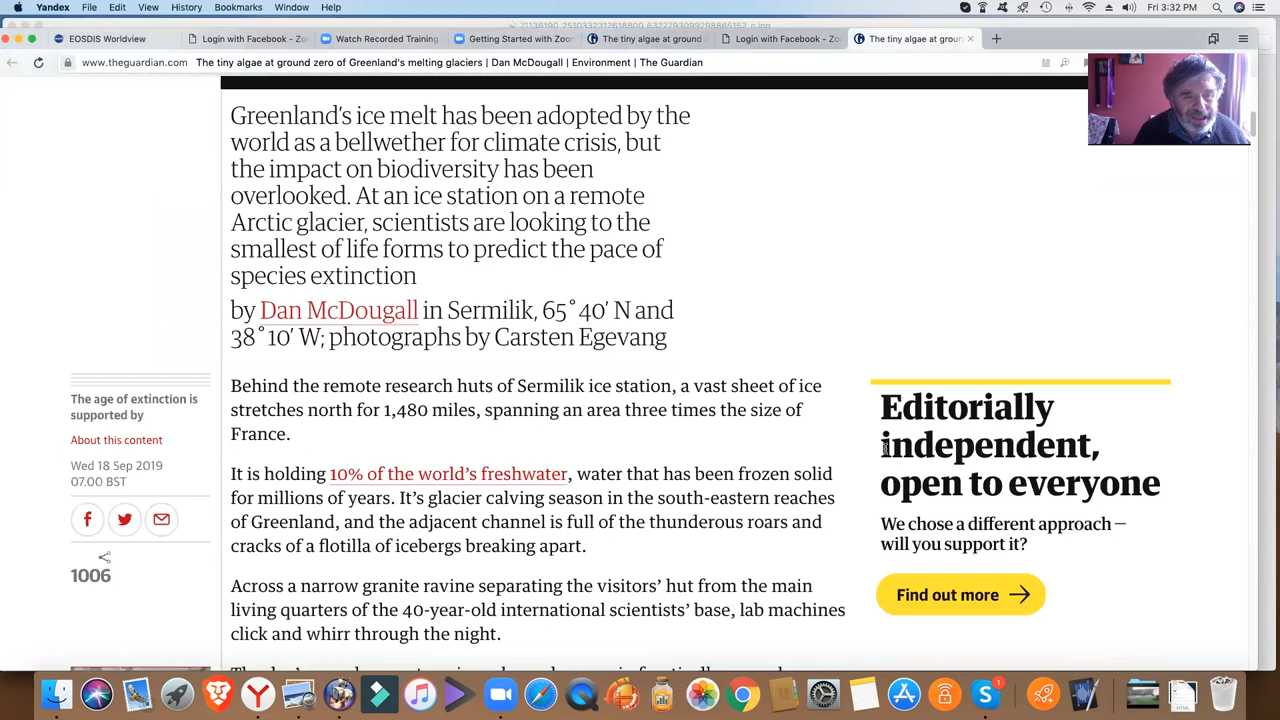 Yandex File Edit View History Bookmarks Window Help
Fri 3:32 PM
EOSDIS Worldview
Login with Facebook - Zo
Watch Recorded Training
Getting Started with Zoom
The tiny algae at ground
Login with Facebook - Zo
The tiny algae at groun
www.theguardian.com The tiny algae at ground zero of Greenland's melting glaciers | Dan McDougall | Environment | The Guardian
Greenland's ice melt has been adopted by the
world as a bellwether for climate crisis, but
the impact on biodiversity has been
overlooked. At an ice station on a remote
Arctic glacier, scientists are looking to the
smallest of life forms to predict the pace of
species extinction
by Dan McDougall in Sermilik, 65˚40′ N and
38˚10′ W; photographs by Carsten Egevang
The age of extinction is
supported by
About this content
Wed 18 Sep 2019
07.00 BST
1006
Behind the remote research huts of Sermilik ice station, a vast sheet of ice
stretches north for 1,480 miles, spanning an area three times the size of
France.
It is holding 10% of the world's freshwater, water that has been frozen solid
for millions of years. It's glacier calving season in the south-eastern reaches
of Greenland, and the adjacent channel is full of the thunderous roars and
cracks of a flotilla of icebergs breaking apart.
Across a narrow granite ravine separating the visitors' hut from the main
living quarters of the 40-year-old international scientists' base, lab machines
click and whirr through the night.
Editorially
independent,
open to everyone
We chose a different approach —
will you support it?
Find out more
1
HTML